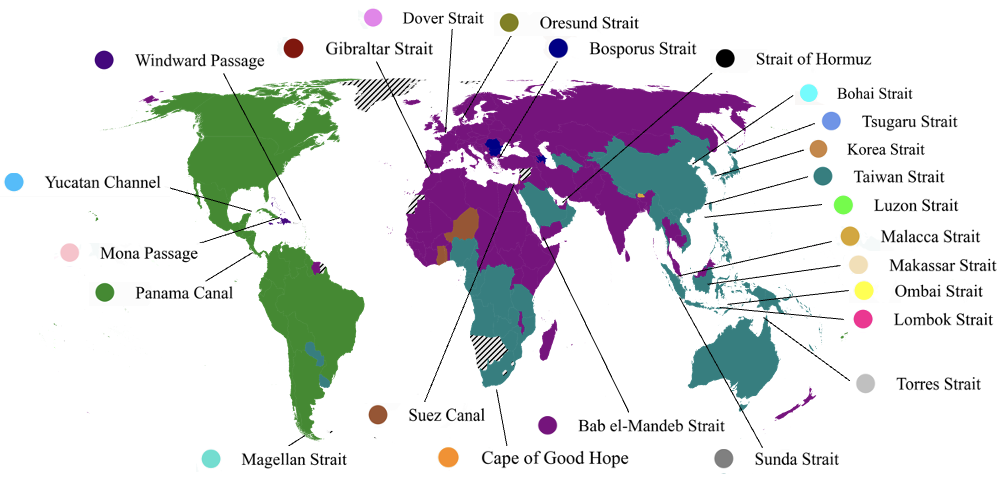 Dover Strait
Oresund Strait
Gibraltar Strait
Bosporus Strait
Windward Passage
Strait of Hormuz
Bohai Strait
Tsugaru Strait
Korea Strait
Yucatan Channel
Taiwan Strait
Luzon Strait
Malacca Strait
Mona Passage
Makassar Strait
Panama Canal
Ombai Strait
Lombok Strait
Torres Strait
Suez Canal
Bab el-Mandeb Strait
Magellan Strait
Cape of Good Hope
Sunda Strait